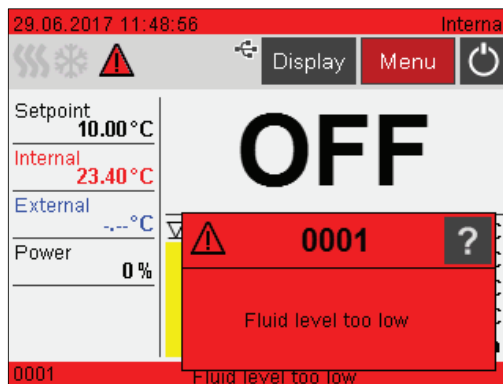 29.06.2017 11:48:56 Interna
Display Menu
Setpoint
10.00°C
OFF
Internal
23.40°C
External
-.--°C
Power
0%
0001 ?
Fluid level too low
0001 Fluid level too low